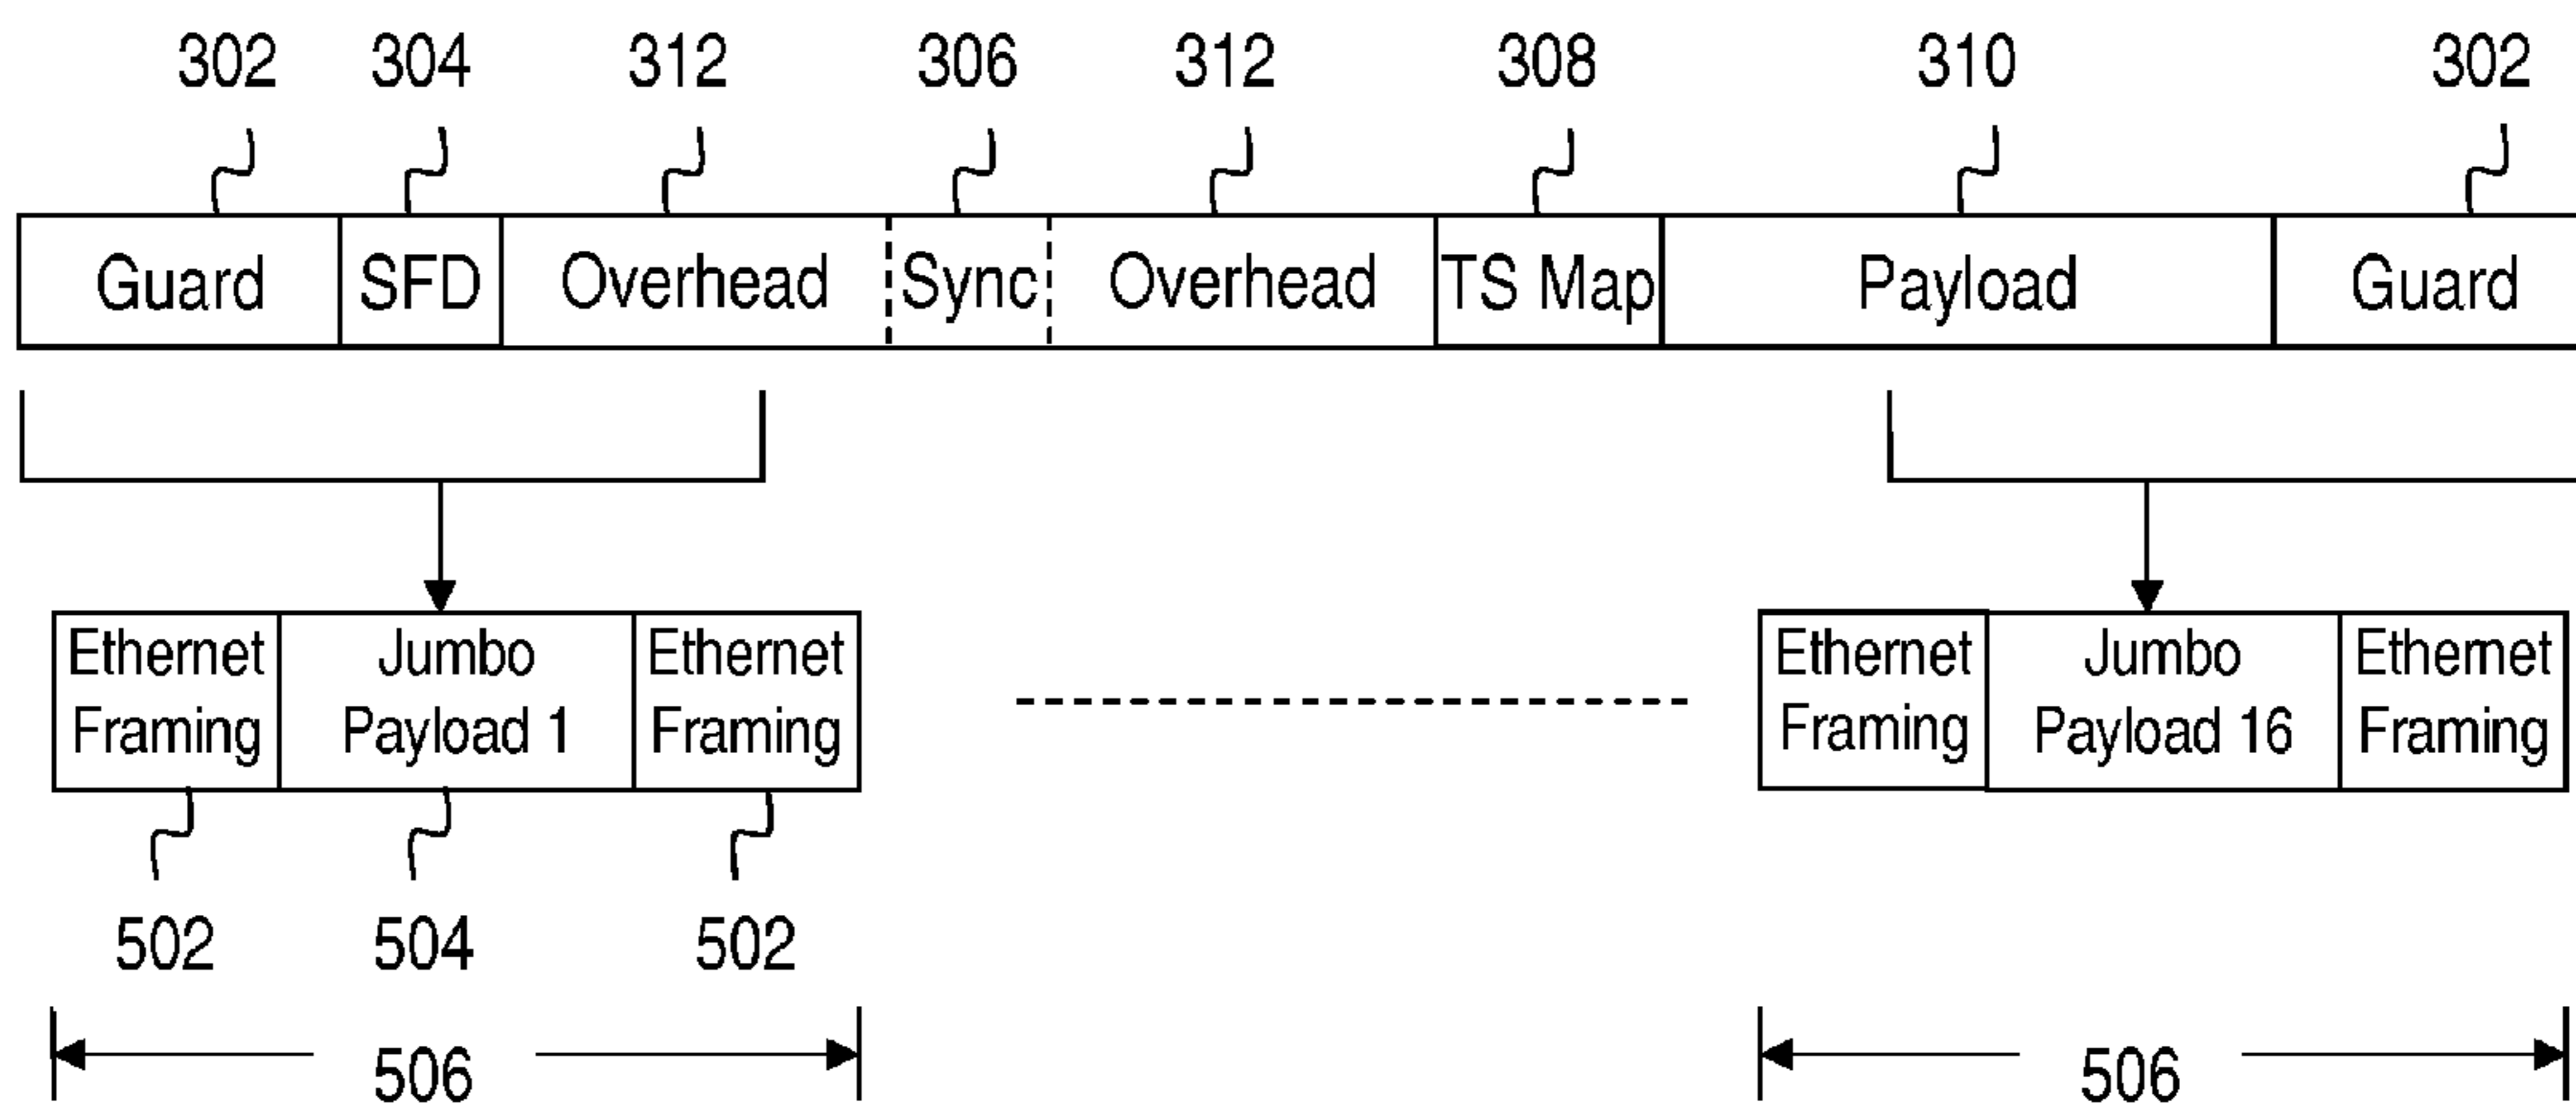 302 304 312 306 312 308 310 302
Guard SFD Overhead Sync Overhead TS Map Payload Guard
Ethernet Framing
Jumbo Payload 1
Ethernet Framing
Ethernet Framing
Jumbo Payload 16
Ethernet Framing
502 504 502
506 506